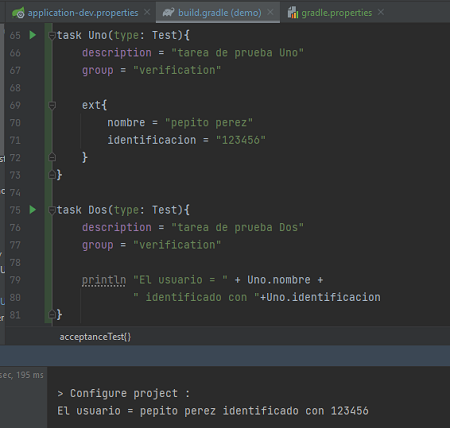 application-dev.properties
build.gradle (demo)
gradle.properties
65 task Uno(type: Test){
66 description = "tarea de prueba Uno"
67 group = "verification"
68
69 ext{
70 nombre = "pepito perez"
71 identificacion = "123456"
72 }
73 }
74
75 task Dos(type: Test){
76 description = "tarea de prueba Dos"
77 group = "verification"
78
79 println "El usuario = " + Uno.nombre +
80 " identificado con "+Uno.identificacion
81 }
acceptanceTest()
sec, 195 ms
> Configure project :
El usuario = pepito perez identificado con 123456